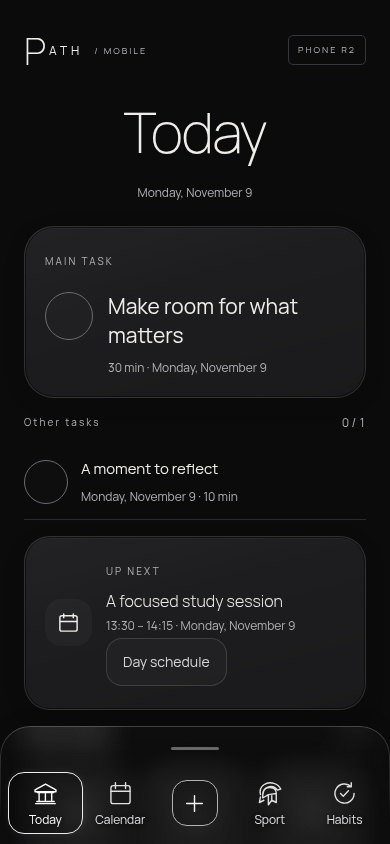 PATH / MOBILE
PHONE R2
Today
Monday, November 9
MAIN TASK
Make room for what
matters
30 min · Monday, November 9
Other tasks
0 / 1
A moment to reflect
Monday, November 9 · 10 min
UP NEXT
A focused study session
13:30 – 14:15 · Monday, November 9
Day schedule
Today
Calendar
Sport
Habits